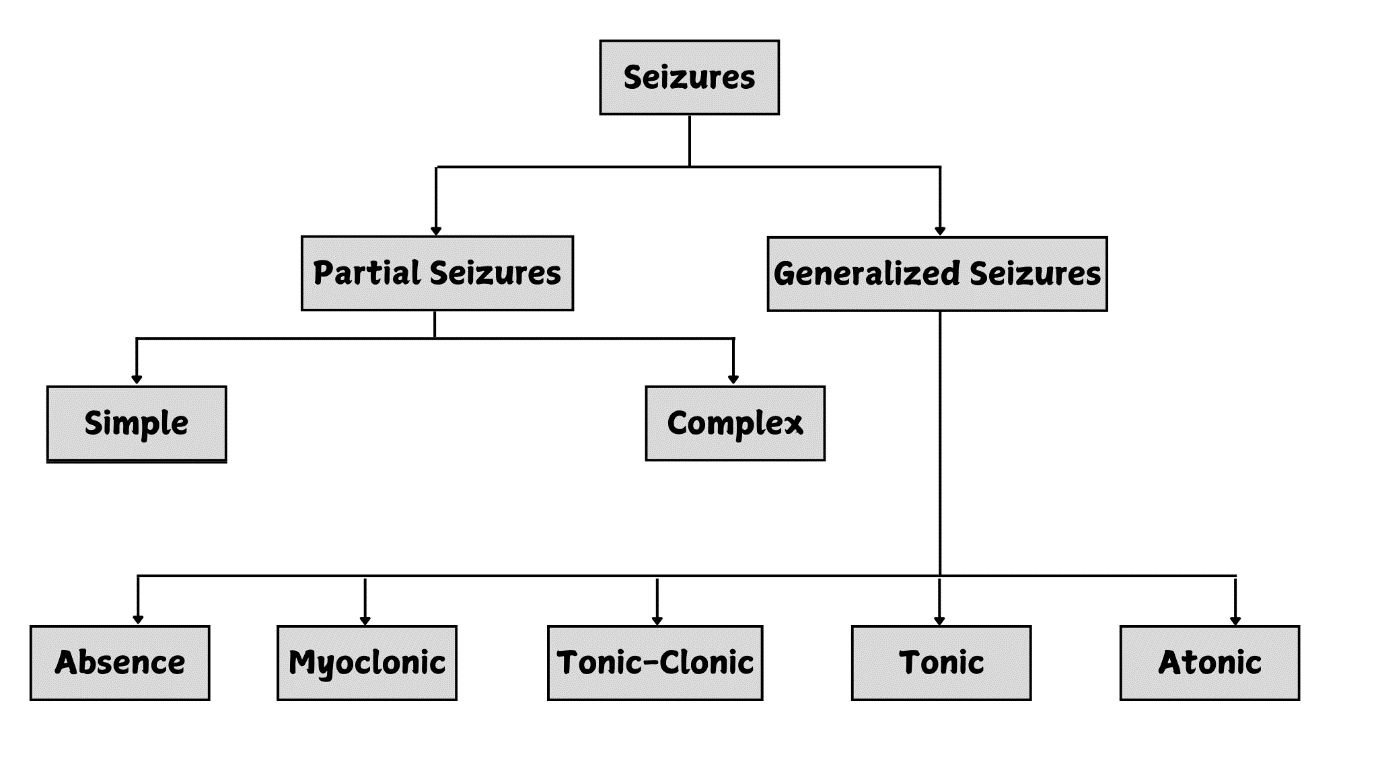 Seizures
Partial Seizures
Generalized Seizures
Simple
Complex
Absence
Myoclonic
Tonic-Clonic
Tonic
Atonic